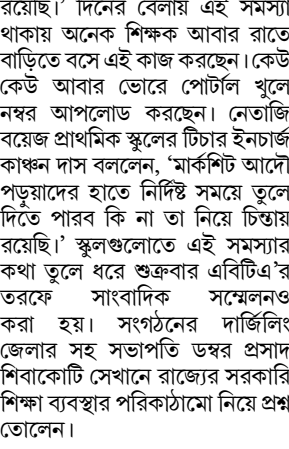 রয়েছি।’ দিনের বেলায় এই সমস্যা
থাকায় অনেক শিক্ষক আবার রাতে
বাড়িতে বসে এই কাজ করছেন। কেউ
কেউ আবার ভোরে পোর্টাল খুলে
নম্বর আপলোড করছেন। নেতাজি
বয়েজ প্রাথমিক স্কুলের টিচার ইনচার্জ
কাঞ্চন দাস বললেন, ‘মার্কশিট আদৌ
পড়ুয়াদের হাতে নির্দিষ্ট সময়ে তুলে
দিতে পারব কি না তা নিয়ে চিন্তায়
রয়েছি।’ স্কুলগুলোতে এই সমস্যার
কথা তুলে ধরে শুক্রবার এবিটিএ’র
তরফে সাংবাদিক সম্মেলনও
করা হয়। সংগঠনের দার্জিলিং
জেলার সহ সভাপতি ডম্বর প্রসাদ
শিবাকোটি সেখানে রাজ্যের সরকারি
শিক্ষা ব্যবস্থার পরিকাঠামো নিয়ে প্রশ্ন
তোলেন।